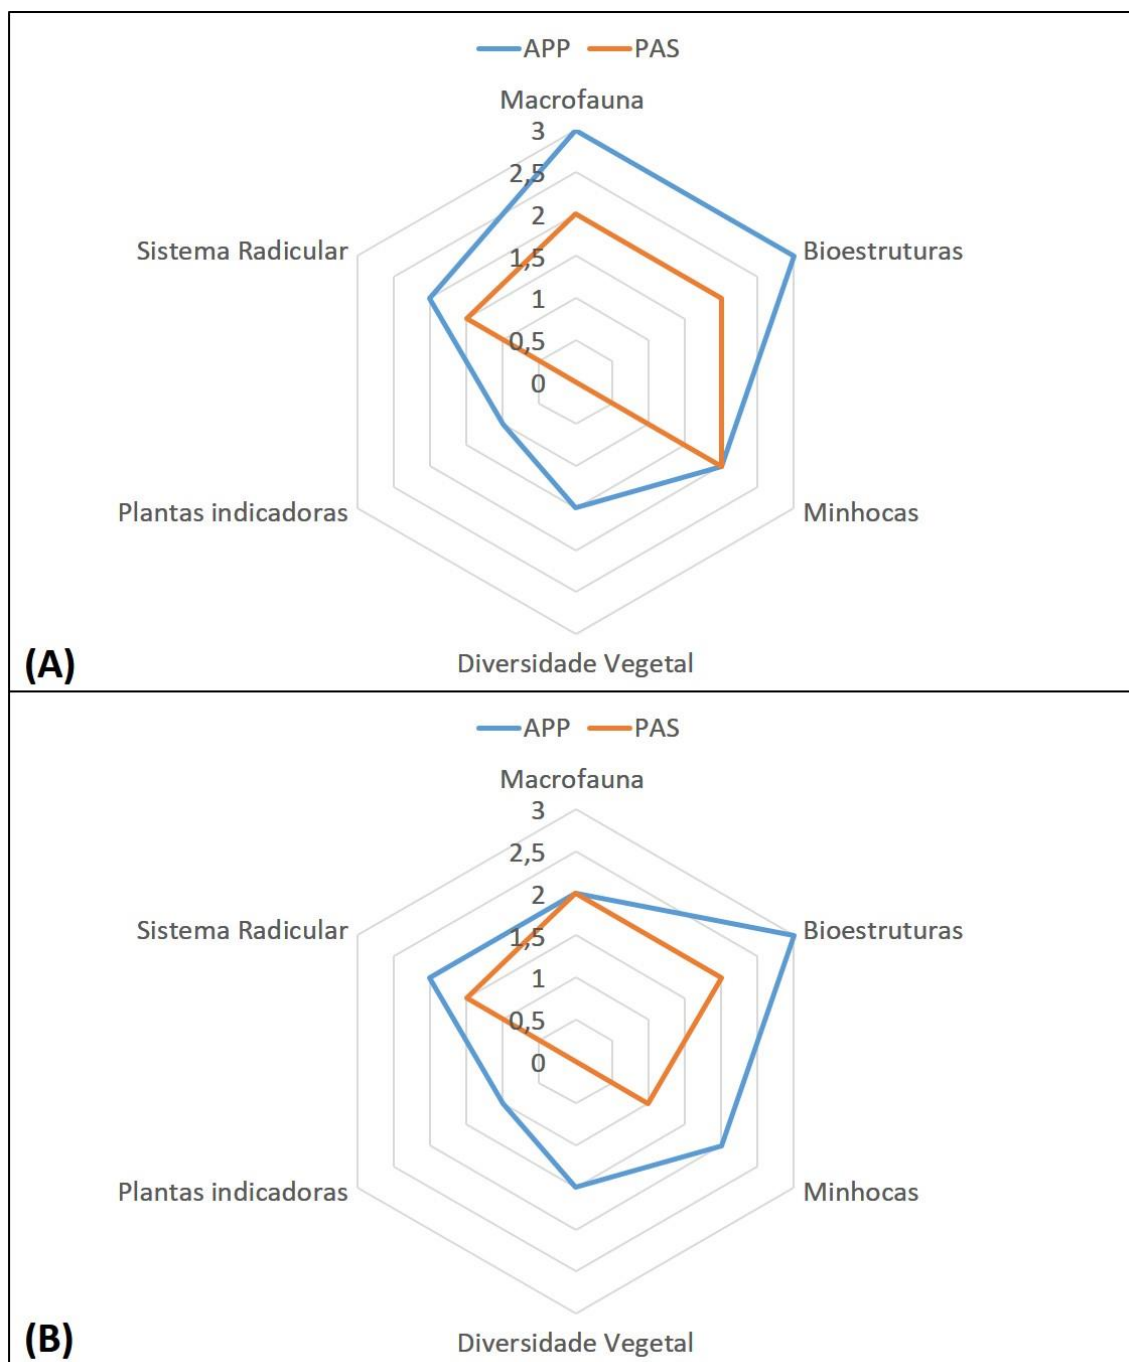 APP PAS
Macrofauna
3
2,5
2
1,5
1
0,5
0
Bioestruturas
Minhocas
Diversidade Vegetal
Plantas indicadoras
Sistema Radicular
(A)
APP PAS
Macrofauna
3
2,5
2
1,5
1
0,5
0
Bioestruturas
Minhocas
Diversidade Vegetal
Plantas indicadoras
Sistema Radicular
(B)